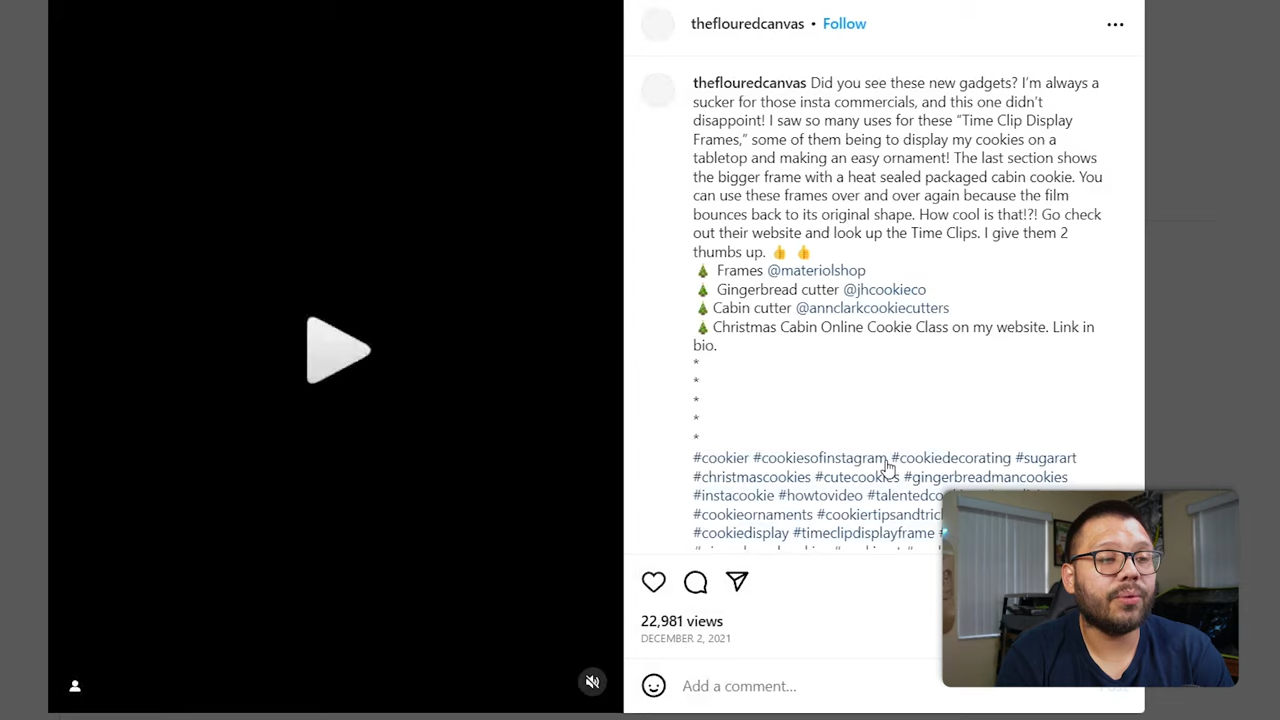 theflouredcanvas • Follow
theflouredcanvas Did you see these new gadgets? I'm always a
sucker for those insta commercials, and this one didn't
disappoint! I saw so many uses for these “Time Clip Display
Frames,” some of them being to display my cookies on a
tabletop and making an easy ornament! The last section shows
the bigger frame with a heat sealed packaged cabin cookie. You
can use these frames over and over again because the film
bounces back to its original shape. How cool is that!?! Go check
out their website and look up the Time Clips. I give them 2
thumbs up. 👍 👍
🎄 Frames @materiolshop
🎄 Gingerbread cutter @jhcookieco
🎄Cabin cutter @annclarkcookiecutters
🎄Christmas Cabin Online Cookie Class on my website. Link in
bio.
*
*
*
*
*
#cookier #cookiesofinstagram #cookiedecorating #sugarart
#christmascookies #cutecookies #gingerbreadmancookies
#instacookie #howtovideo
#cookieornaments
#cookiedisplay #timeclipdisplayframe
22,981 views
DECEMBER 2, 2021
Add a comment...